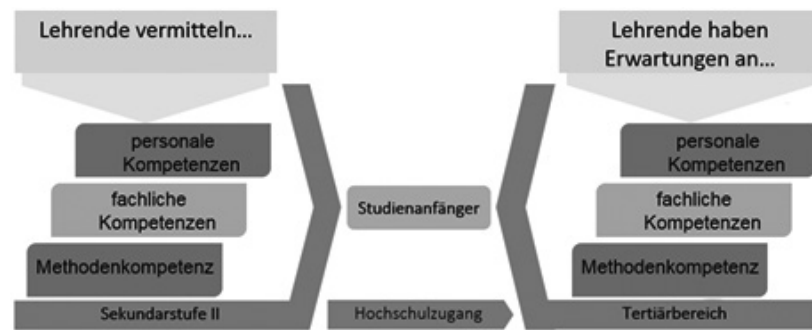 Lehrende vermitteln...
personale
Kompetenzen
fachliche
Kompetenzen
Methodenkompetenz
Sekundarstufe II
Studienanfänger
Hochschulzugang
Lehrende haben
Erwartungen an...
personale
Kompetenzen
fachliche
Kompetenzen
Methodenkompetenz
Tertiärbereich